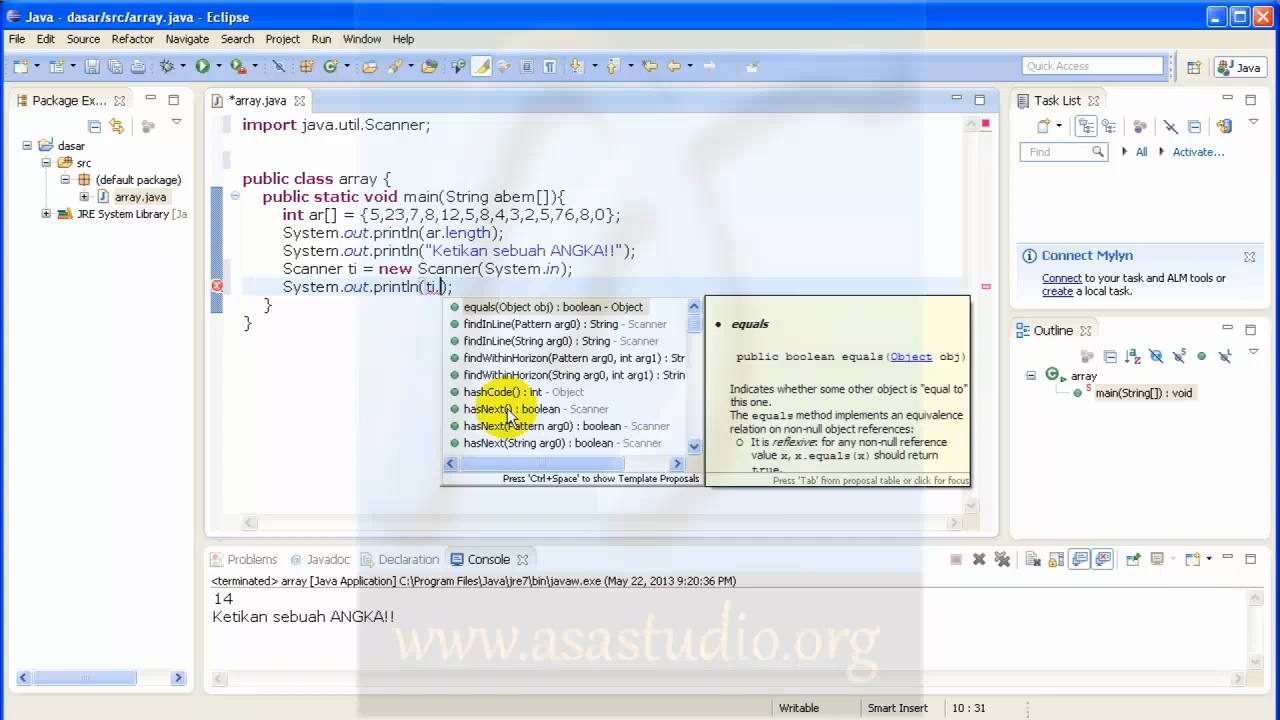 Java - dasar/src/array.java - Eclipse
File Edit Source Refactor Navigate Search Project Run Window Help
Quick Access
Java
Package Ex...
dasar
src
(default package)
array.java
JRE System Library [Ja
*array.java
import java.util.Scanner;
public class array {
public static void main(String abem[]){
int ar[] = {5,23,7,8,12,5,8,4,3,2,5,76,8,0};
System.out.println(ar.length);
System.out.println("Ketikan sebuah ANGKA!!");
Scanner ti = new Scanner(System.in);
System.out.println(ti.);
}
}
equals(Object obj) : boolean - Object
findInLine(Pattern arg0) : String - Scanner
findInLine(String arg0) : String - Scanner
findWithinHorizon(Pattern arg0, int arg1) : Str
findWithinHorizon(String arg0, int arg1) : Strin
hashCode() : int - Object
hasNext() : boolean - Scanner
hasNext(Pattern arg0) : boolean - Scanner
hasNext(String arg0) : boolean - Scanner
Press 'Ctrl+Space' to show Template Proposals
equals
public boolean equals(Object obj)
Indicates whether some other object is "equal to"
this one.
The equals method implements an equivalence
relation on non-null object references:
It is reflexive: for any non-null reference
value x, x.equals(x) should return
true.
Press 'Tab' from proposal table or click for focus
Task List
Find
All
Activate...
Connect Mylyn
Connect to your task and ALM tools or
create a local task.
Outline
array
main(String[]) : void
Problems Javadoc Declaration Console
<terminated> array [Java Application] C:\Program Files\Java\jre7\bin\javaw.exe (May 22, 2013 9:20:36 PM)
14
Ketikan sebuah ANGKA!!
www.asastudio.org
Writable Smart Insert 10 : 31